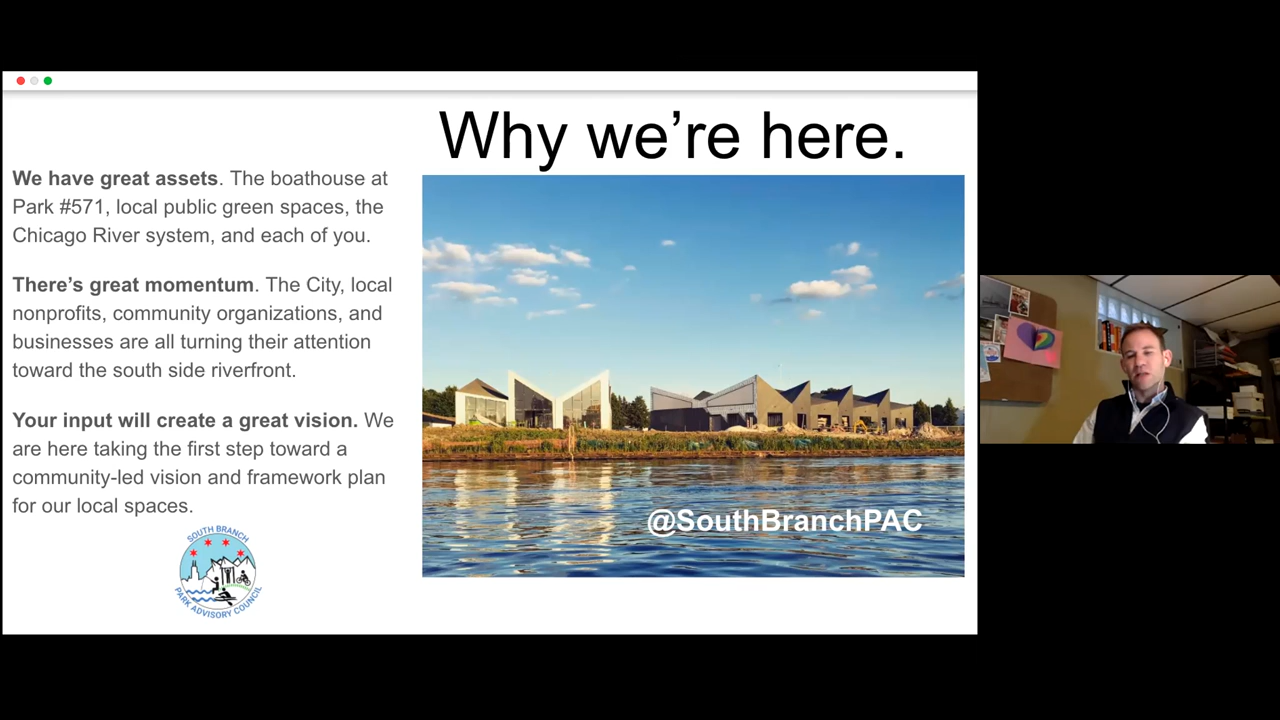 Why we’re here.
We have great assets. The boathouse at
Park #571, local public green spaces, the
Chicago River system, and each of you.
There’s great momentum. The City, local
nonprofits, community organizations, and
businesses are all turning their attention
toward the south side riverfront.
Your input will create a great vision. We
are here taking the first step toward a
community-led vision and framework plan
for our local spaces.
SOUTH BRANCH
PARK ADVISORY COUNCIL
@SouthBranchPAC